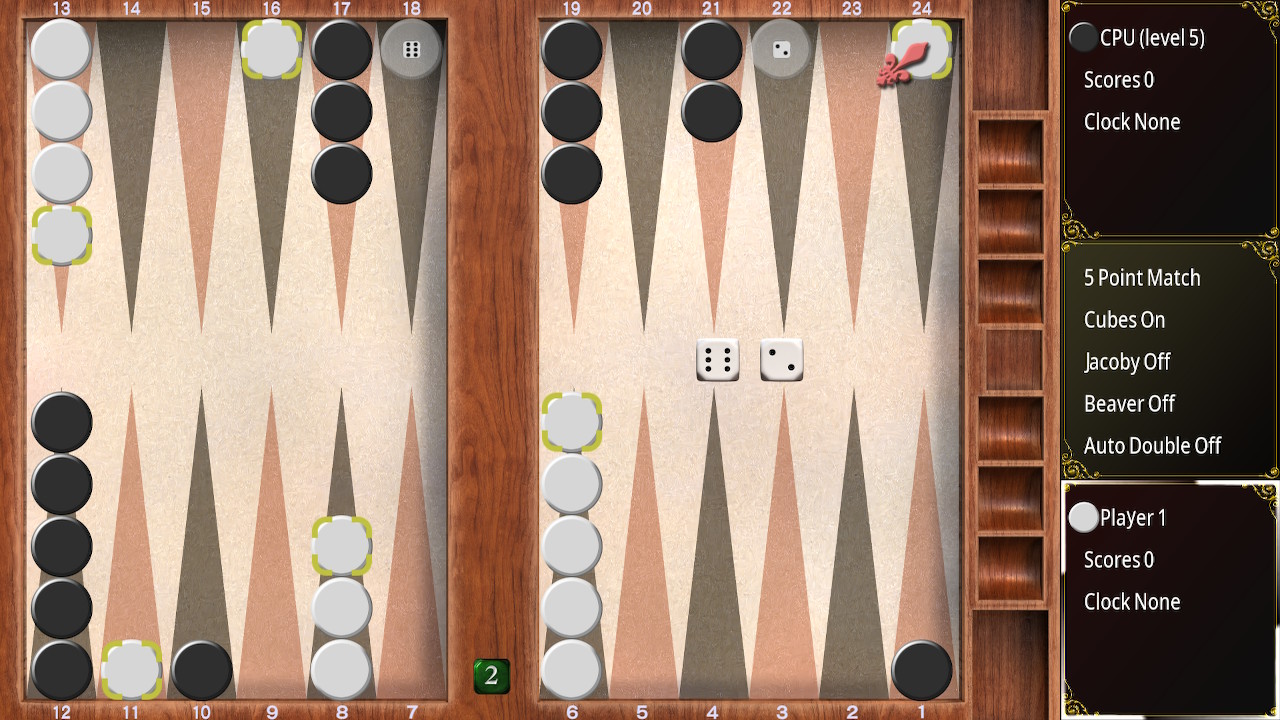 13 14 15 16 17 18 19 20 21 22 23 24
CPU (level 5)
Scores 0
Clock None
5 Point Match
Cubes On
Jacoby Off
Beaver Off
Auto Double Off
Player 1
Scores 0
Clock None
2
12 11 10 9 8 7 6 5 4 3 2 1